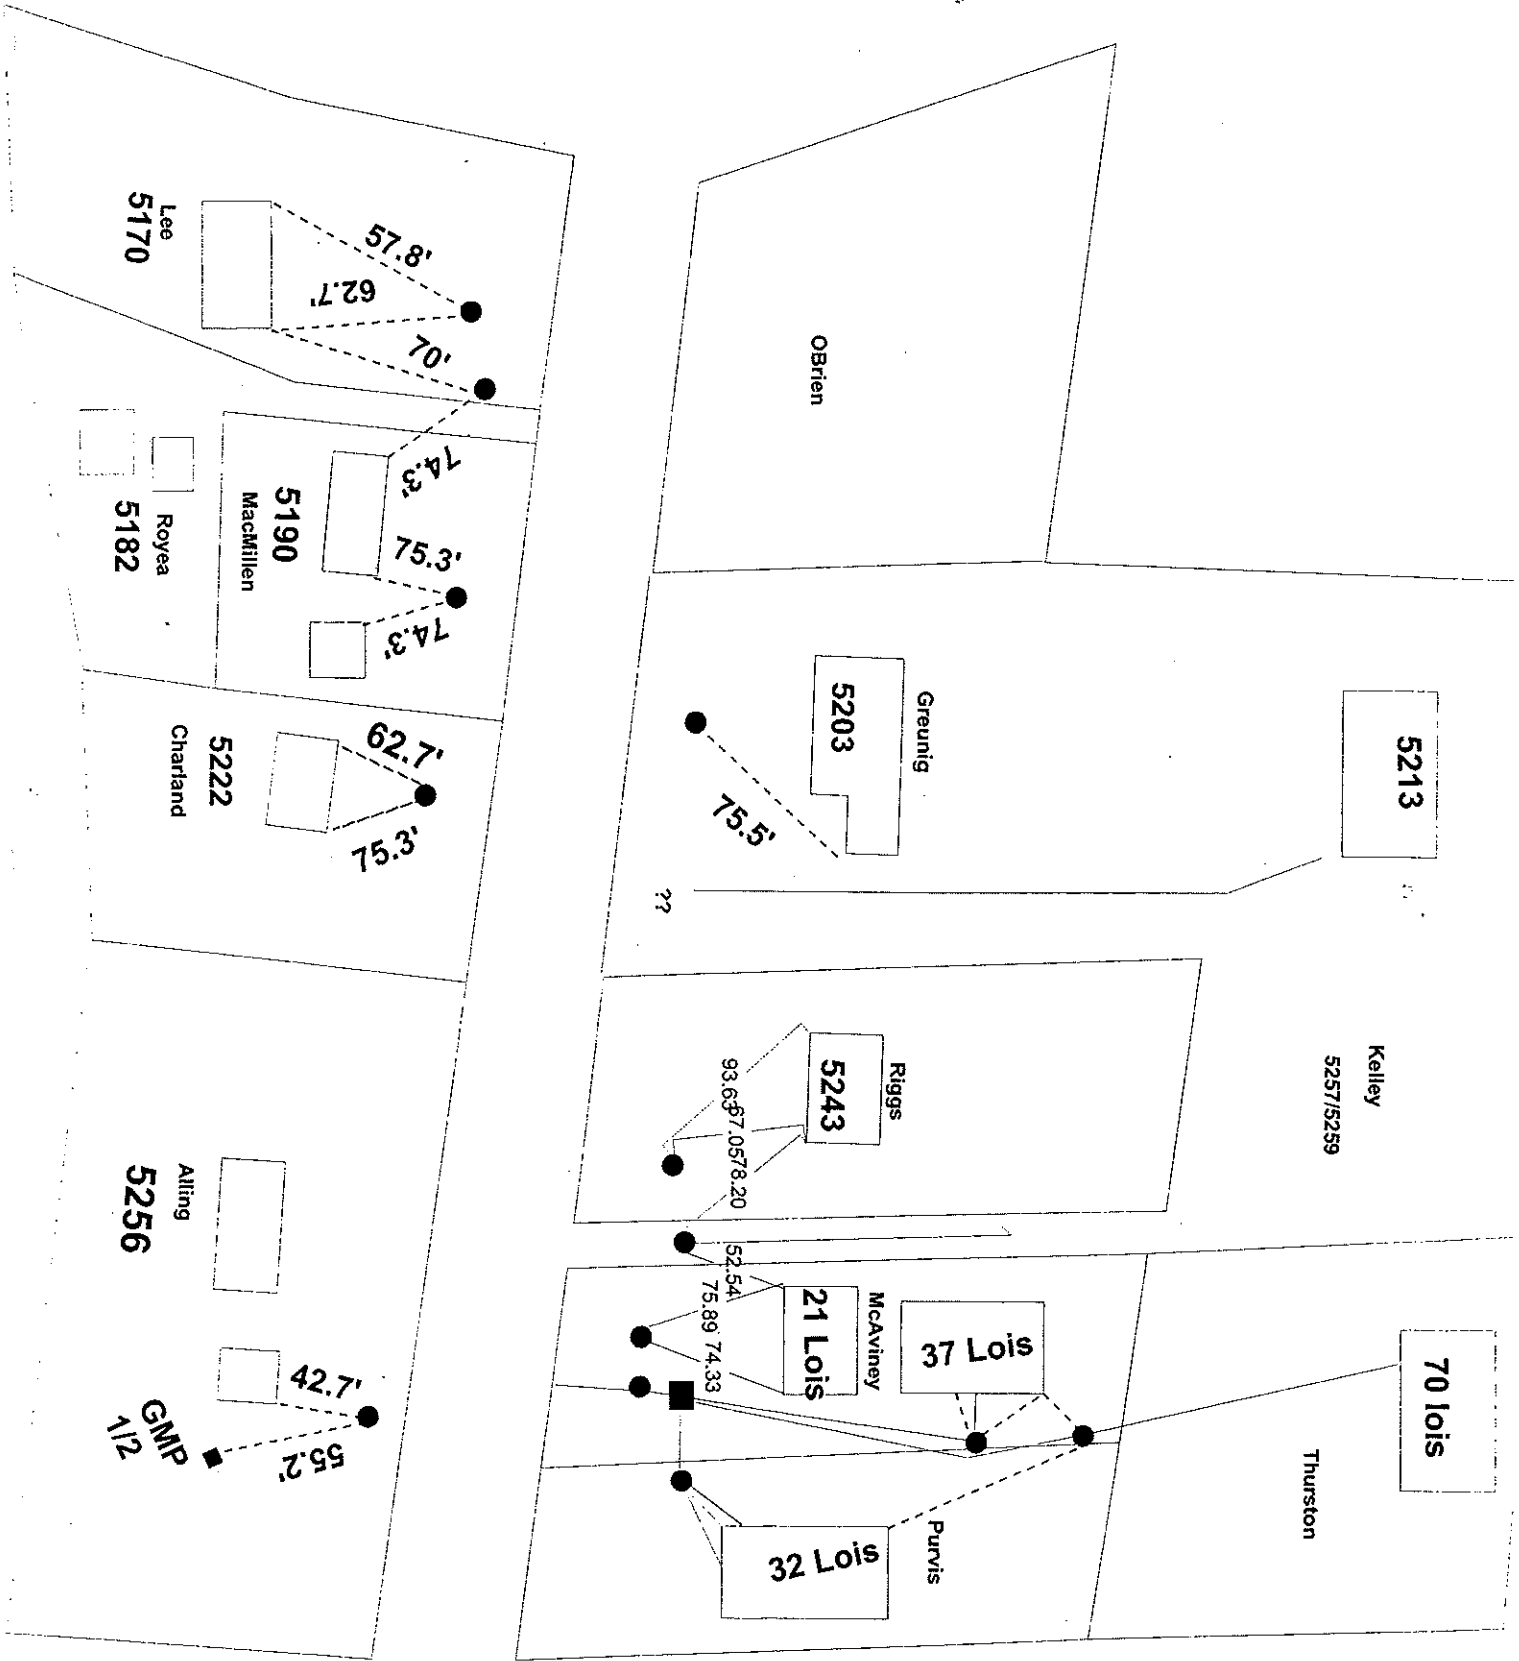 Lee
5170
57.8'
62.7'
70'
74.3'
Royea
5182
5190
MacMillen
75.3'
74.3'
5222
Charland
62.7'
75.3'
Alling
5256
42.7'
55.2'
GMP
1/2
OBrien
Greunig
5203
75.5'
??
5213
Kelley
5257/5259
Riggs
5243
93.63
67.05
78.20
52.54
75.89
74.33
McAviney
21 Lois
37 Lois
70 lois
Thurston
Purvis
32 Lois